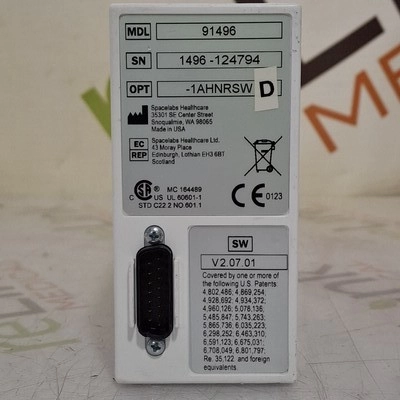 MDL 91496
SN 1496 -124794
OPT -1AHNRSW D
Spacelabs Healthcare
35301 SE Center Street
Snoqualmie, WA 98065
Made in USA
EC REP
Spacelabs Healthcare Ltd.
43 Moray Place
Edinburgh, Lothian EH3 6BT
Scotland
MC 164489
C US UL 60601-1
STD C22.2 NO.601.1
0123
SW
V2.07.01
Covered by one or more
of the following U.S. Patents:
4,802,486; 4,869,254;
4,928,692; 4,934,372;
4,960,126; 5,078,136;
5,485,847; 5,743,263;
5,865,736; 6,035,223;
6,298,252; 6,463,310;
6,591,123; 6,675,031;
6,708,049; 6,801,797;
Re. 35,122. and foreign
equivalents.